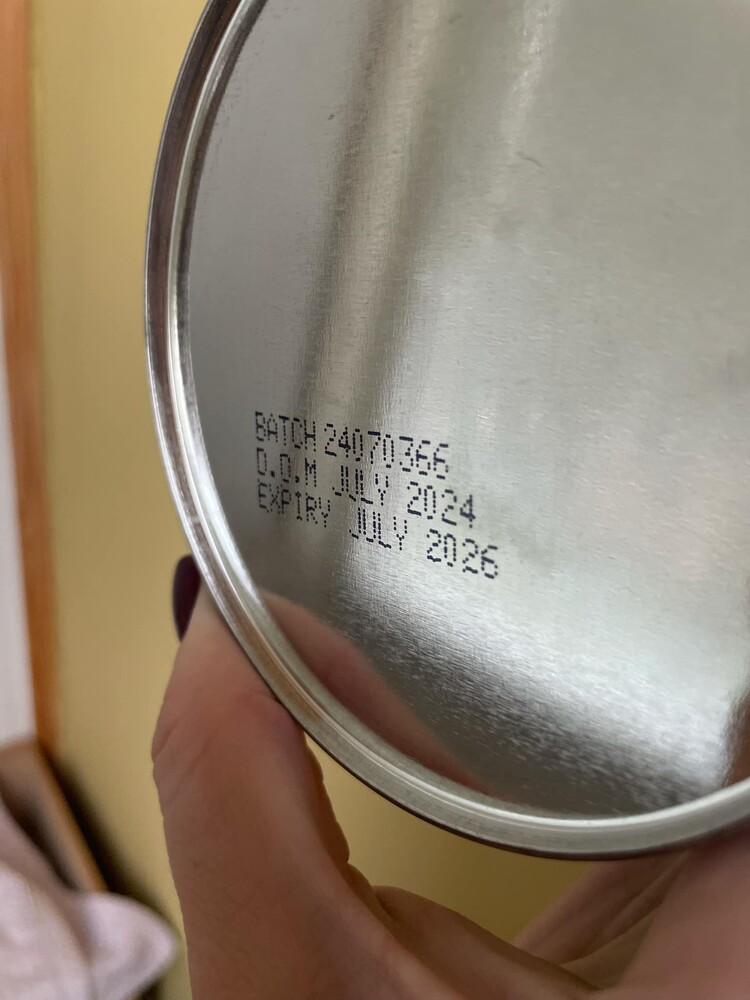 BATCH 24070366
D.O.M JULY 2024
EXPIRY JULY 2026